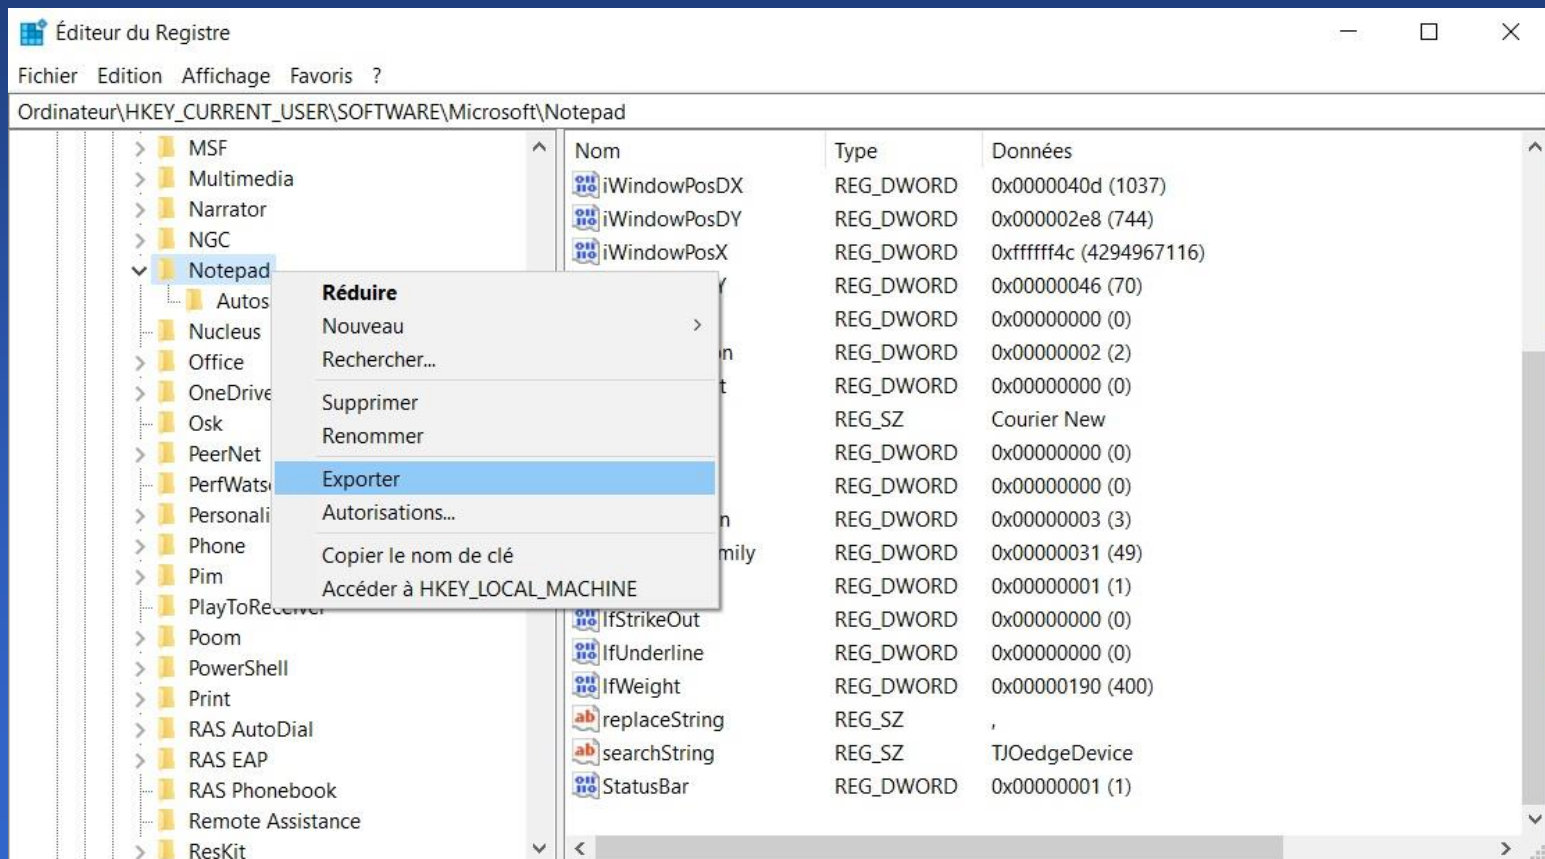 Éditeur du Registre
Fichier Edition Affichage Favoris ?
Ordinateur\HKEY_CURRENT_USER\SOFTWARE\Microsoft\Notepad
MSF
Multimedia
Narrator
NGC
Notepad
Autos
Nucleus
Office
OneDrive
Osk
PeerNet
PerfWats
Personali
Phone
Pim
PlayToReceiver
Poom
PowerShell
Print
RAS AutoDial
RAS EAP
RAS Phonebook
Remote Assistance
ResKit
Réduire
Nouveau
Rechercher...
Supprimer
Renommer
Exporter
Autorisations...
Copier le nom de clé
Accéder à HKEY_LOCAL_MACHINE
Nom Type Données
iWindowPosDX REG_DWORD 0x0000040d (1037)
iWindowPosDY REG_DWORD 0x000002e8 (744)
iWindowPosX REG_DWORD 0xffffff4c (4294967116)
Y REG_DWORD 0x00000046 (70)
REG_DWORD 0x00000000 (0)
n REG_DWORD 0x00000002 (2)
t REG_DWORD 0x00000000 (0)
REG_SZ Courier New
REG_DWORD 0x00000000 (0)
REG_DWORD 0x00000000 (0)
n REG_DWORD 0x00000003 (3)
mily REG_DWORD 0x00000031 (49)
REG_DWORD 0x00000001 (1)
lfStrikeOut REG_DWORD 0x00000000 (0)
lfUnderline REG_DWORD 0x00000000 (0)
lfWeight REG_DWORD 0x00000190 (400)
replaceString REG_SZ ,
searchString REG_SZ TJOedgeDevice
StatusBar REG_DWORD 0x00000001 (1)